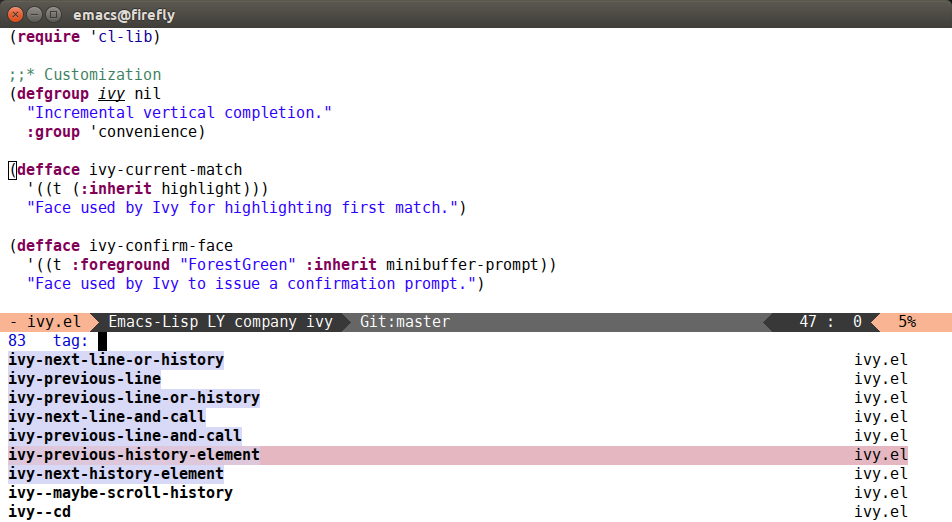 emacs@firefly
(require 'cl-lib)
;;* Customization
(defgroup ivy nil
"Incremental vertical completion."
:group 'convenience)
(defface ivy-current-match
'((t (:inherit highlight)))
"Face used by Ivy for highlighting first match.")
(defface ivy-confirm-face
'((t :foreground "ForestGreen" :inherit minibuffer-prompt))
"Face used by Ivy to issue a confirmation prompt.")
- ivy.el Emacs-Lisp LY company ivy Git:master 47 : 0 5%
83 tag:
ivy-next-line-or-history ivy.el
ivy-previous-line ivy.el
ivy-previous-line-or-history ivy.el
ivy-next-line-and-call ivy.el
ivy-previous-line-and-call ivy.el
ivy-previous-history-element ivy.el
ivy-next-history-element ivy.el
ivy--maybe-scroll-history ivy.el
ivy--cd ivy.el